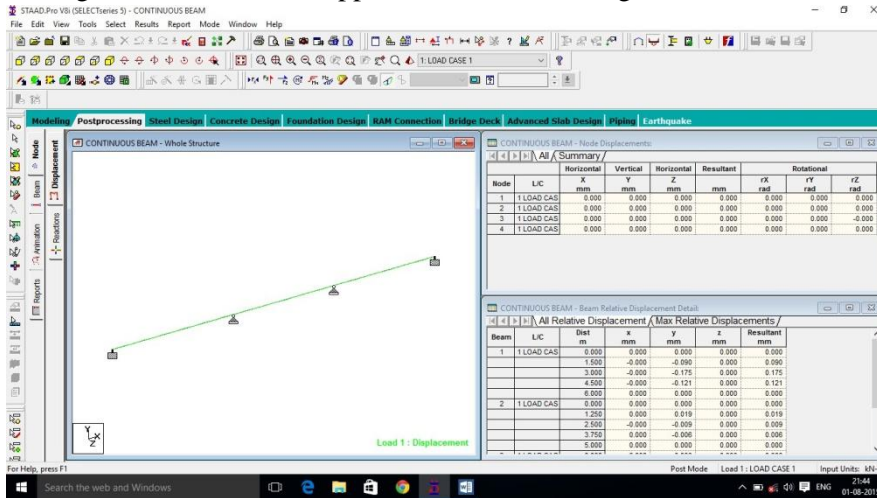 STAAD.Pro V8i (SELECTseries 5) - CONTINUOUS BEAM
File Edit View Tools Select Results Report Mode Window Help
1: LOAD CASE 1
Modeling Postprocessing Steel Design Concrete Design Foundation Design RAM Connection Bridge Deck Advanced Slab Design Piping Earthquake
Node
Beam
Animation
Reports
Displacement
Reactions
CONTINUOUS BEAM - Whole Structure
Y
X
Z
Load 1 : Displacement
CONTINUOUS BEAM - Node Displacements:
All Summary
Horizontal Vertical Horizontal Resultant Rotational
Node L/C X mm Y mm Z mm mm rX rad rY rad rZ rad
1 1 LOAD CAS 0.000 0.000 0.000 0.000 0.000 0.000 0.000
2 1 LOAD CAS 0.000 0.000 0.000 0.000 0.000 0.000 0.000
3 1 LOAD CAS 0.000 0.000 0.000 0.000 0.000 0.000 -0.000
4 1 LOAD CAS 0.000 0.000 0.000 0.000 0.000 0.000 0.000
CONTINUOUS BEAM - Beam Relative Displacement Detail:
All Relative Displacement Max Relative Displacements
Beam L/C Dist m x mm y mm z mm Resultant mm
1 1 LOAD CAS 0.000 0.000 0.000 0.000 0.000
1.500 -0.000 -0.090 0.000 0.090
3.000 -0.000 -0.175 0.000 0.175
4.500 -0.000 -0.121 0.000 0.121
6.000 0.000 0.000 0.000 0.000
2 1 LOAD CAS 0.000 0.000 0.000 0.000 0.000
1.250 0.000 0.019 0.000 0.019
2.500 -0.000 -0.009 0.000 0.009
3.750 0.000 -0.006 0.000 0.006
5.000 0.000 0.000 0.000 0.000
For Help, press F1
Post Mode Load 1 : LOAD CASE 1 Input Units: kN-
Search the web and Windows
ENG
21:44